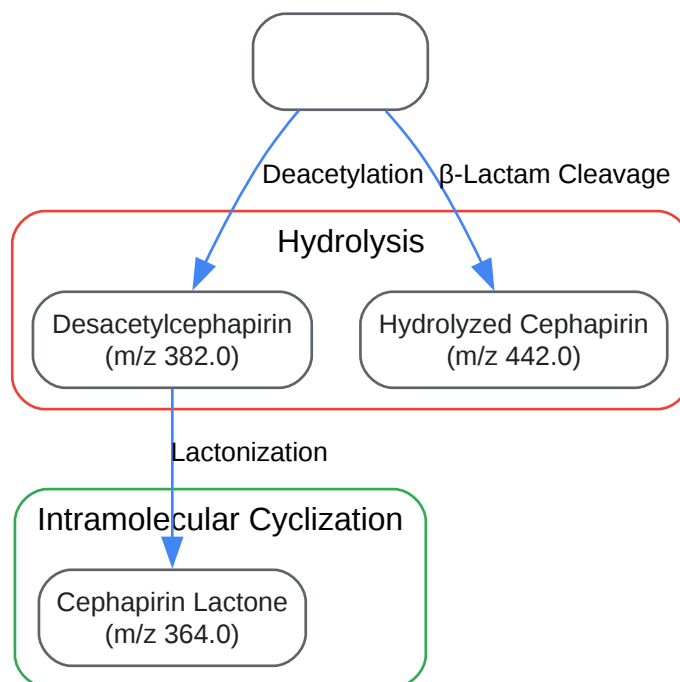 Deacetylation
β-Lactam Cleavage
Hydrolysis
Desacetylcephapirin
(m/z 382.0)
Hydrolyzed Cephapirin
(m/z 442.0)
Lactonization
Intramolecular Cyclization
Cephapirin Lactone
(m/z 364.0)